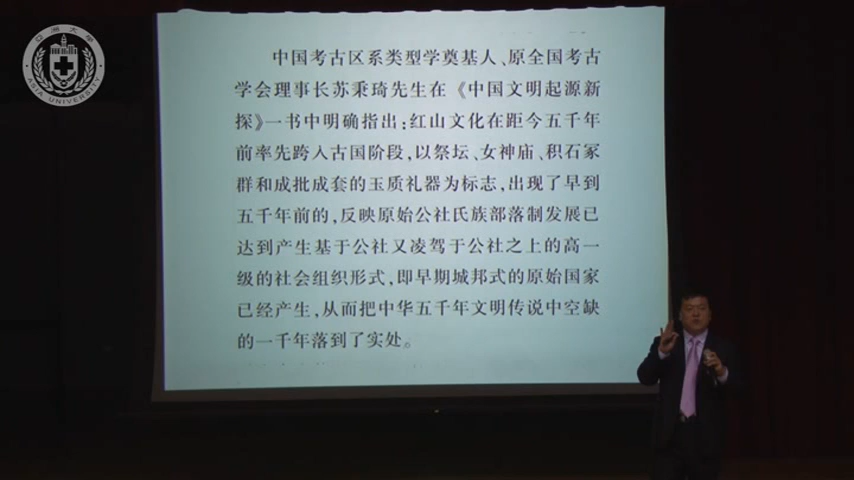 亞洲大學
ASIA UNIVERSITY
中国考古区系类型学奠基人、原全国考古
学会理事长苏秉琦先生在《中国文明起源新
探》一书中明确指出:红山文化在距今五千年
前率先跨入古国阶段,以祭坛、女神庙、积石冢
群和成批成套的玉质礼器为标志,出现了早到
五千年前的,反映原始公社氏族部落制发展已
达到产生基于公社又凌驾于公社之上的高一
级的社会组织形式,即早期城邦式的原始国家
已经产生,从而把中华五千年文明传说中空缺
的一千年落到了实处。